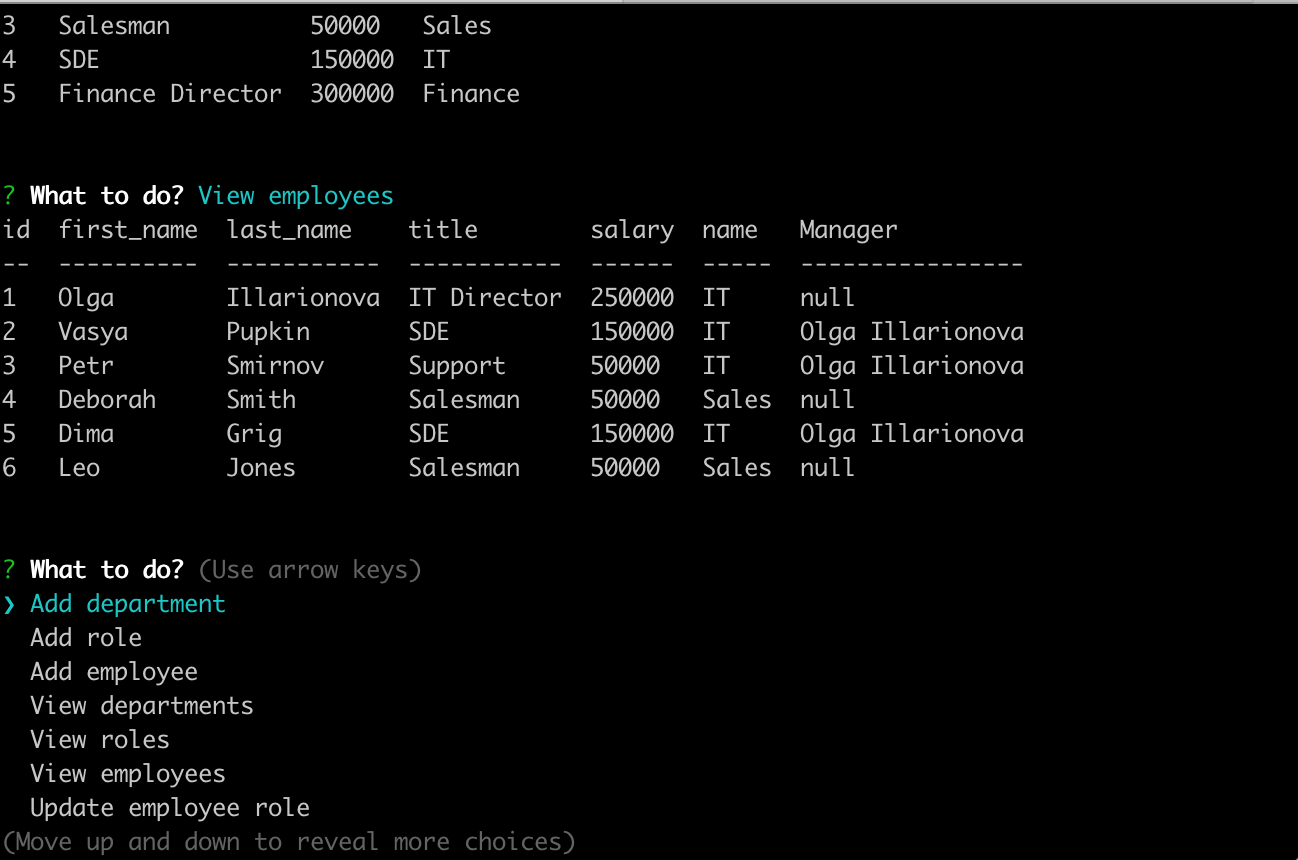 3   Salesman          50000   Sales
4   SDE               150000  IT
5   Finance Director  300000  Finance
? What to do? View employees
id  first_name  last_name    title        salary  name   Manager
--  ----------  -----------  -----------  ------  -----  ----------------
1   Olga        Illarionova  IT Director  250000  IT     null
2   Vasya       Pupkin       SDE          150000  IT     Olga Illarionova
3   Petr        Smirnov      Support      50000   IT     Olga Illarionova
4   Deborah     Smith        Salesman     50000   Sales  null
5   Dima        Grig         SDE          150000  IT     Olga Illarionova
6   Leo         Jones        Salesman     50000   Sales  null
? What to do? (Use arrow keys)
❯ Add department
  Add role
  Add employee
  View departments
  View roles
  View employees
  Update employee role
(Move up and down to reveal more choices)